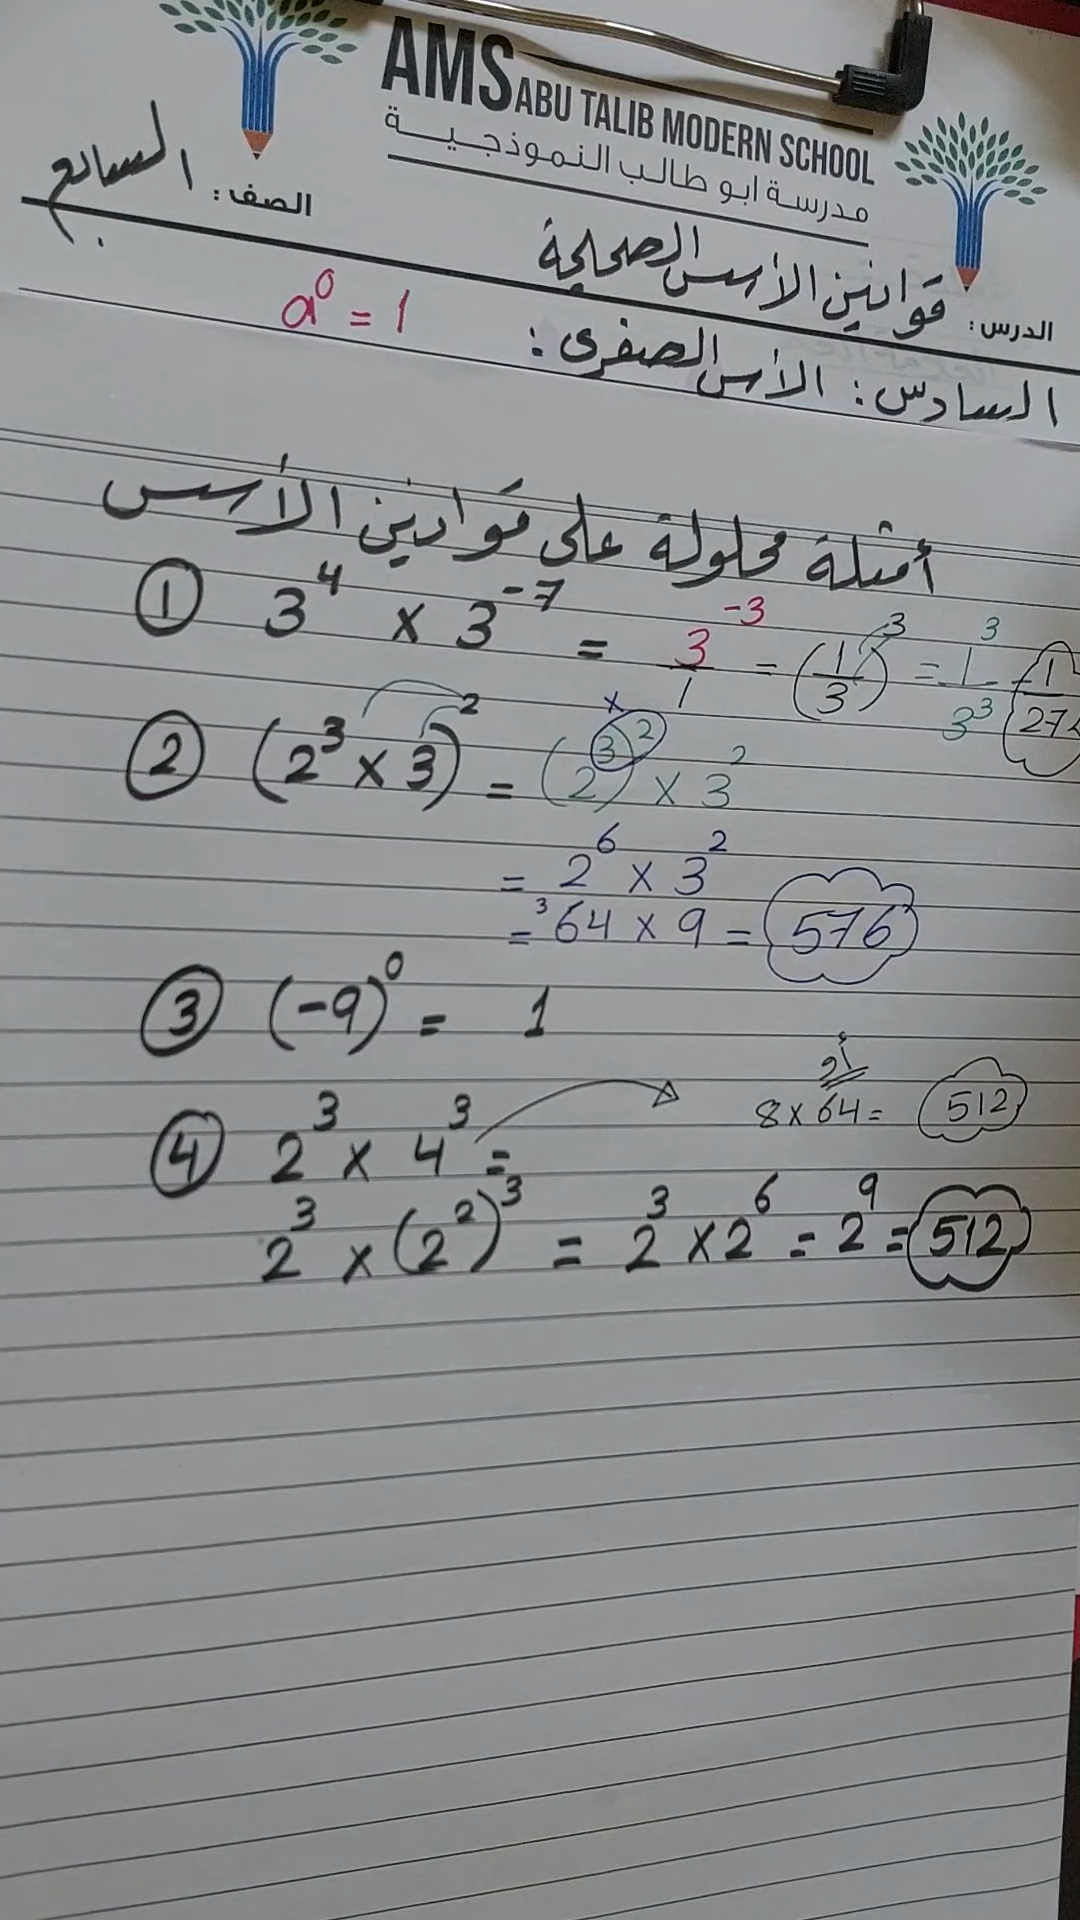 AMS ABU TALIB MODERN SCHOOL
مدرسة ابو طالب النموذجية
الصف: السابع
الدرس: قوانين الأسس الصحيحة
السادس: الأس الصفري: a⁰ = 1
أمثلة محلولة على قوانين الأسس
① 3⁴ × 3⁻⁷ = 3⁻³/1 = (1/3)³ = 1³/3³ = 1/27
② (2³ × 3)² = (2³)² × 3²
= 2⁶ × 3²
= ³64 × 9 = 576
③ (-9)⁰ = 1
أو
④ 2³ × 4³ = 8 × 64 = 512
2³ × (2²)³ = 2³ × 2⁶ = 2⁹ = 512